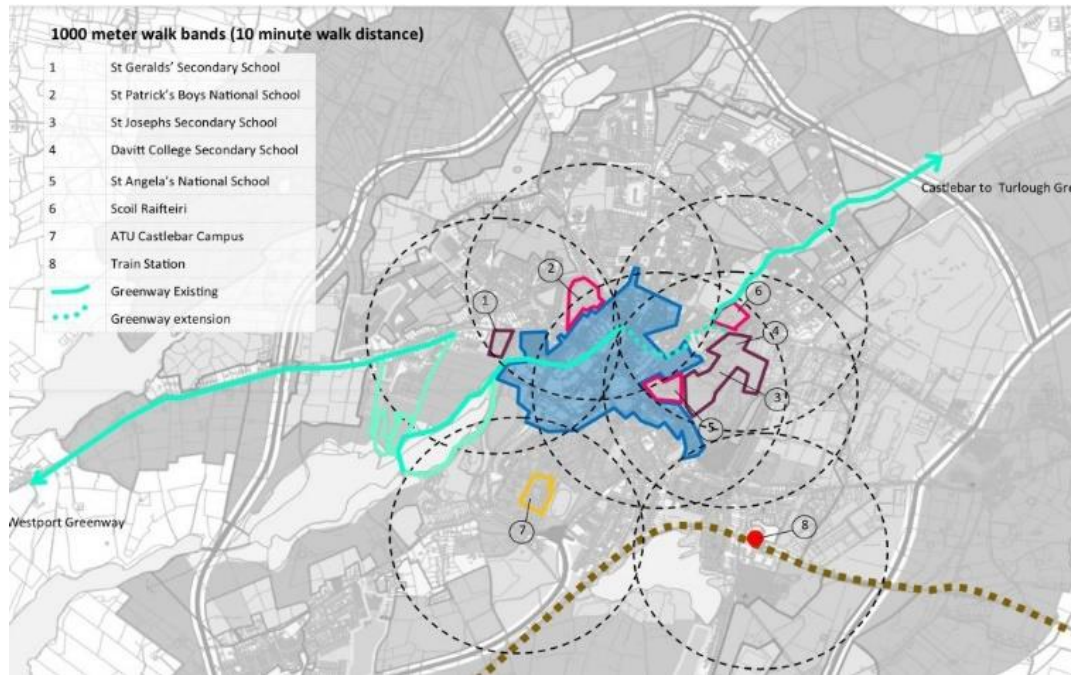 1000 meter walk bands (10 minute walk distance)
1 St Geralds' Secondary School
2 St Patrick's Boys National School
3 St Josephs Secondary School
4 Davitt College Secondary School
5 St Angela's National School
6 Scoil Raifteiri
7 ATU Castlebar Campus
8 Train Station
Greenway Existing
Greenway extension
Castlebar to Turlough Gre
2
1
6
4
3
5
Westport Greenway
7
8